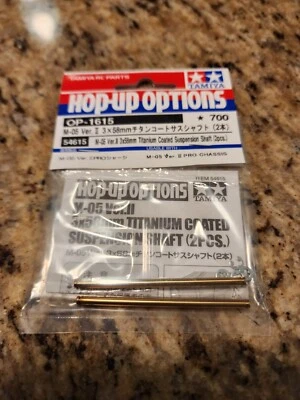 TAMIYA R/C PARTS
TAMIYA
HOP-UP OPTIONS
OP-1615
★ 700
M-05 Ver.Ⅱ 3×58mmチタンコートサスシャフト(2本)
54615
M-05 Ver.II 3x58mm Titanium Coated Suspension Shaft (2pcs.)
M-05 Ver.Ⅱ PRO CHASSIS
HOP-UP OPTIONS
ITEM 54615
TAMIYA
M-05 VER.II
TITANIUM COATED
SUSPENSION SHAFT (2PCS.)
チタンコートサスシャフト(2本)